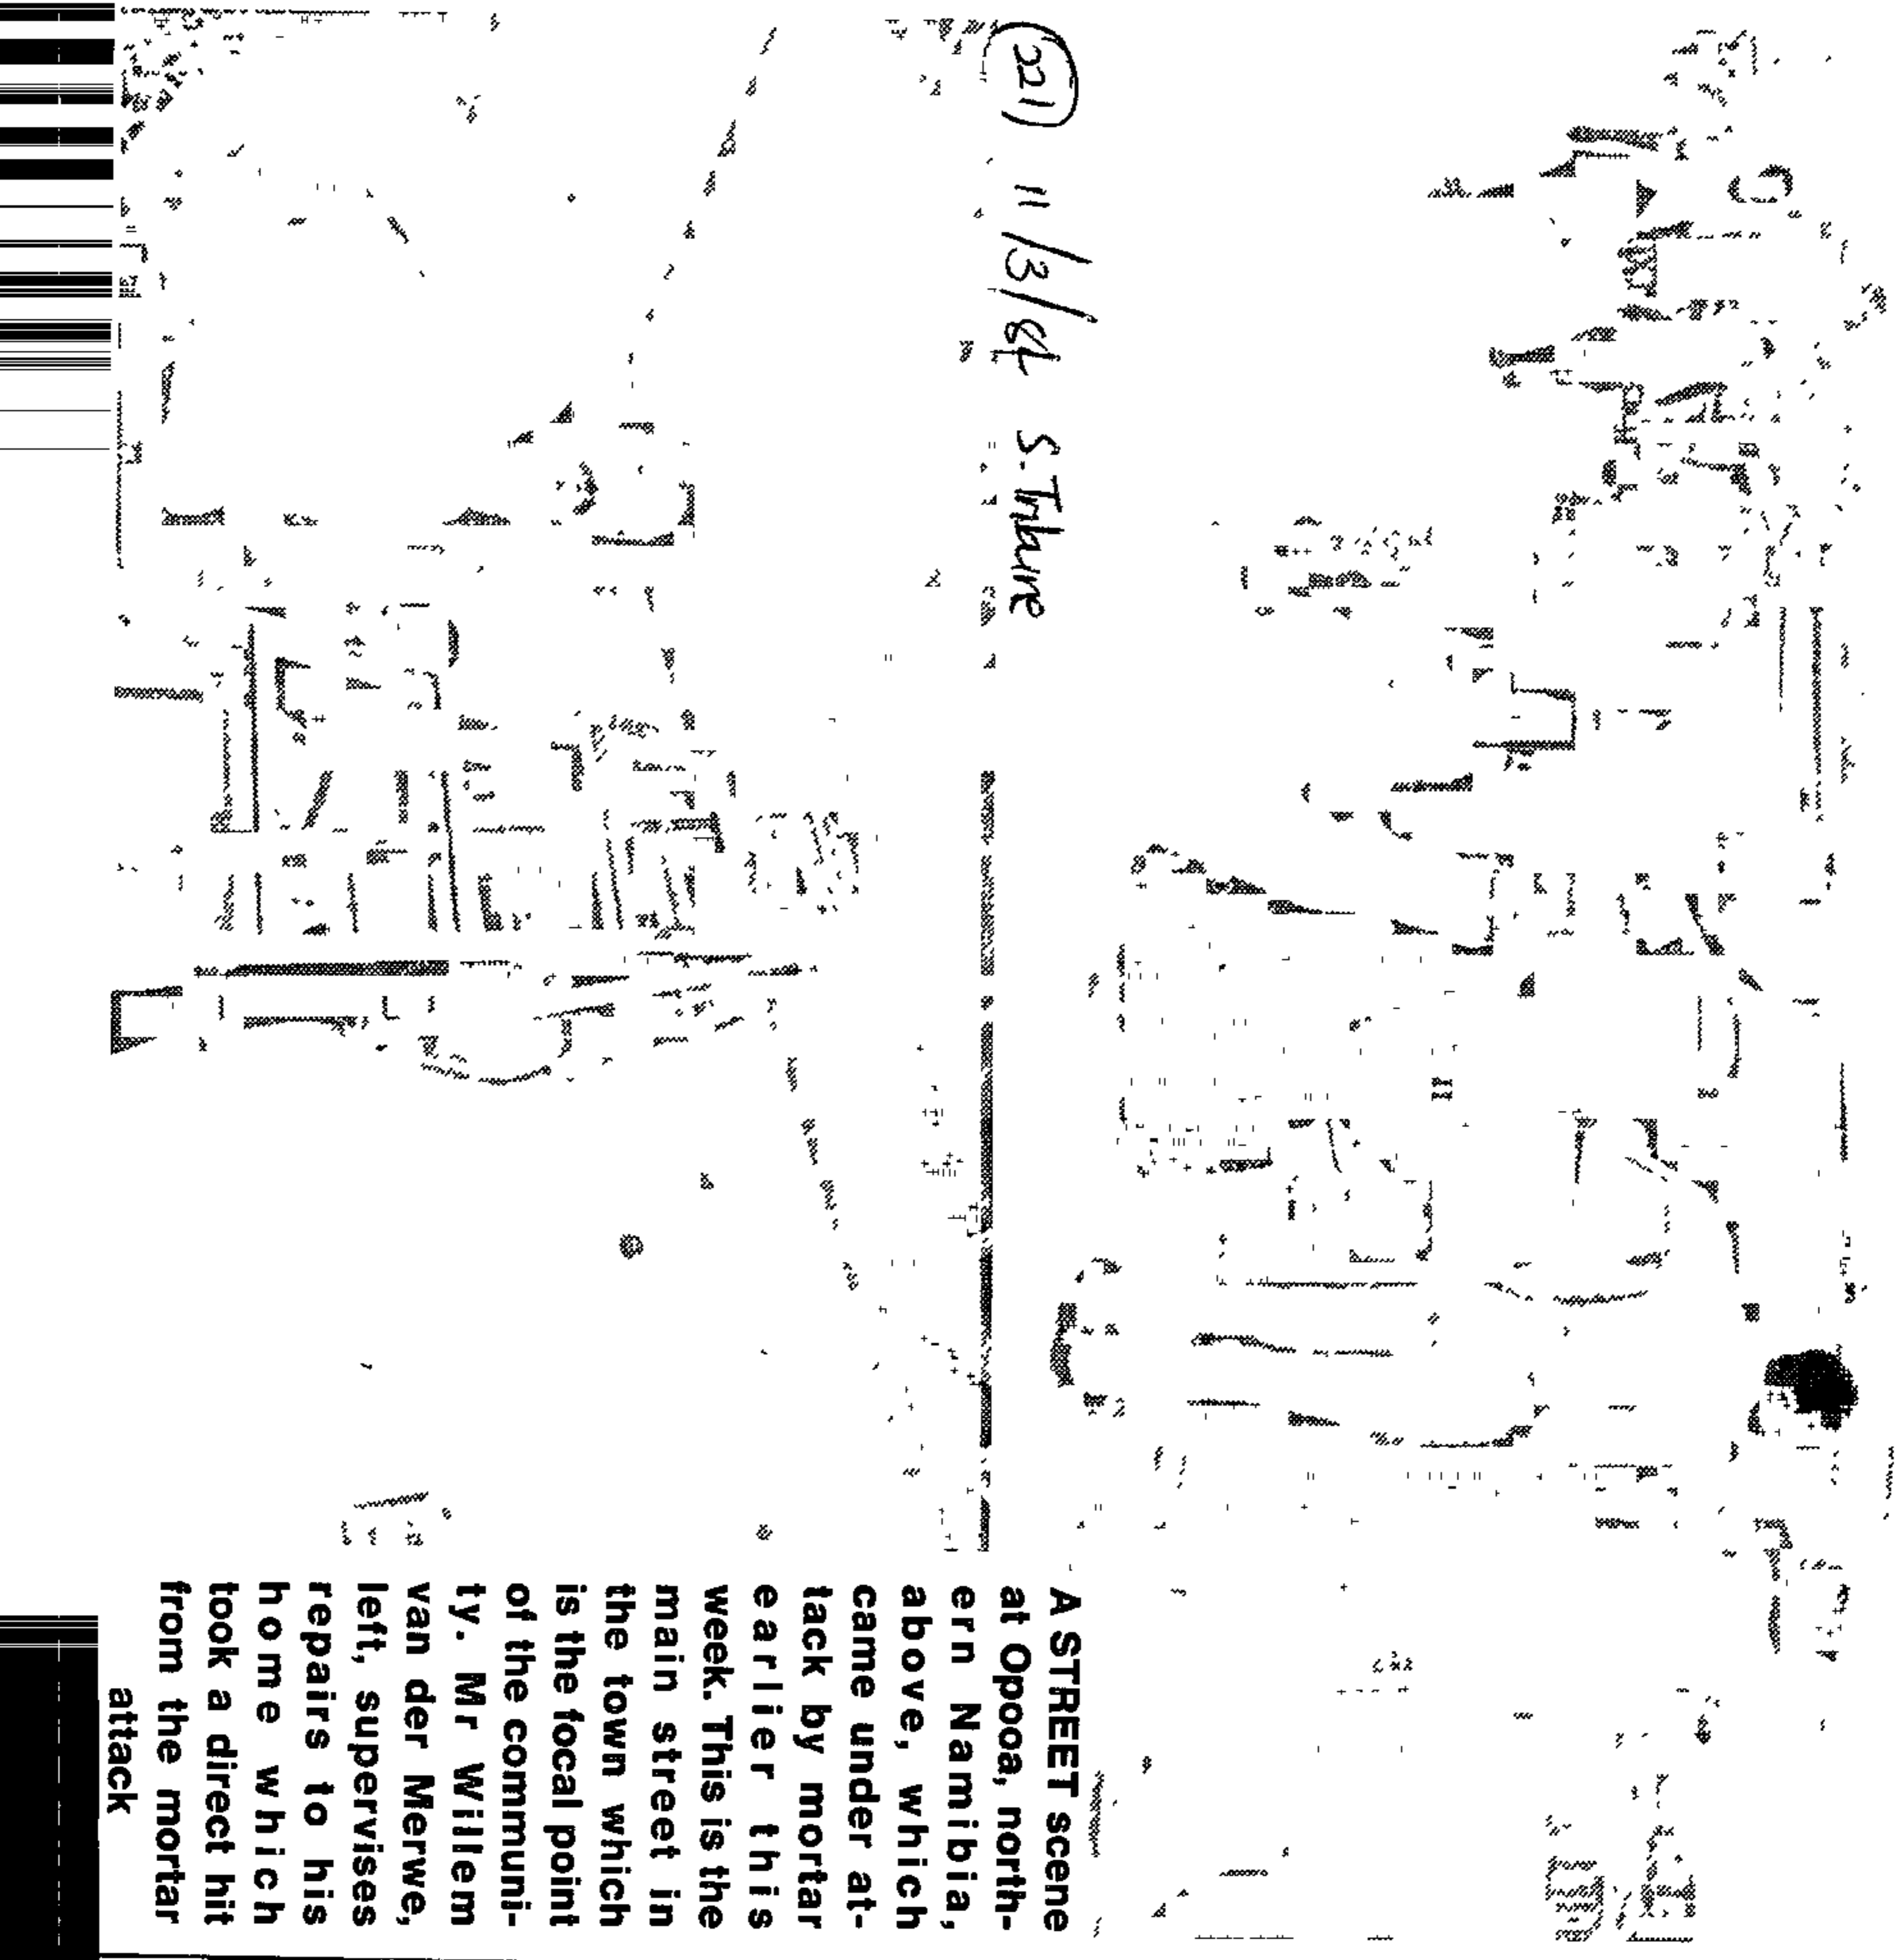 221 11/3/84 S. Tribune
A STREET scene
at Opooa, north-
ern Namibia,
above, which
came under at-
tack by mortar
earlier this
week. This is the
main street in
the town which
is the focal point
of the communi-
ty. Mr Willem
van der Merwe,
left, supervises
repairs to his
home which
took a direct hit
from the mortar
attack